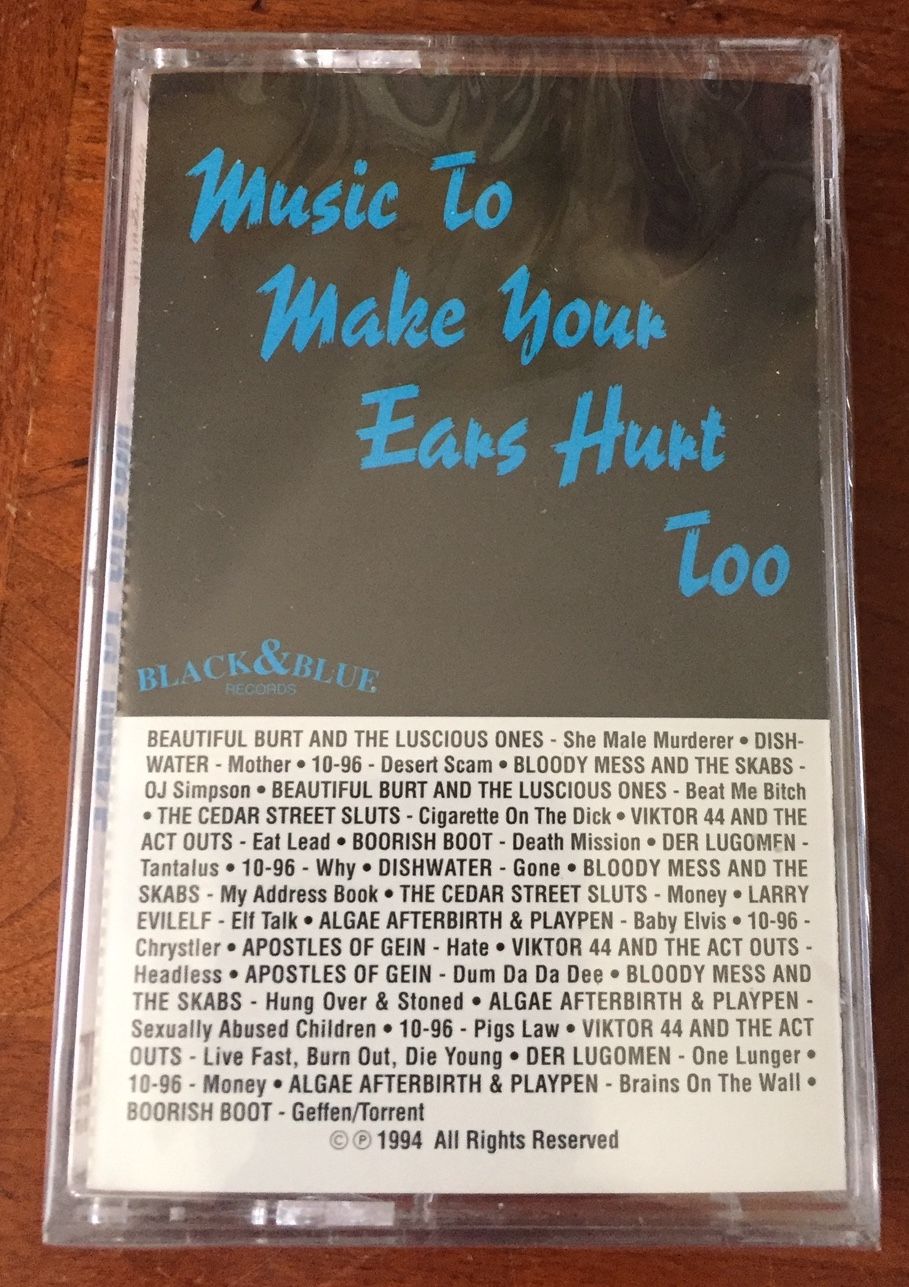 Music To
Make Your
Ears Hurt
Too
BLACK&BLUE
RECORDS
BEAUTIFUL BURT AND THE LUSCIOUS ONES - She Male Murderer • DISH-
WATER - Mother • 10-96 - Desert Scam • BLOODY MESS AND THE SKABS -
OJ Simpson • BEAUTIFUL BURT AND THE LUSCIOUS ONES - Beat Me Bitch
• THE CEDAR STREET SLUTS - Cigarette On The Dick • VIKTOR 44 AND THE
ACT OUTS - Eat Lead • BOORISH BOOT - Death Mission • DER LUGOMEN -
Tantalus • 10-96 - Why • DISHWATER - Gone • BLOODY MESS AND THE
SKABS - My Address Book • THE CEDAR STREET SLUTS - Money • LARRY
EVILELF - Elf Talk • ALGAE AFTERBIRTH & PLAYPEN - Baby Elvis • 10-96 -
Chrystler • APOSTLES OF GEIN - Hate • VIKTOR 44 AND THE ACT OUTS -
Headless • APOSTLES OF GEIN - Dum Da Da Dee • BLOODY MESS AND
THE SKABS - Hung Over & Stoned • ALGAE AFTERBIRTH & PLAYPEN -
Sexually Abused Children • 10-96 - Pigs Law • VIKTOR 44 AND THE ACT
OUTS - Live Fast, Burn Out, Die Young • DER LUGOMEN - One Lunger •
10-96 - Money • ALGAE AFTERBIRTH & PLAYPEN - Brains On The Wall •
BOORISH BOOT - Geffen/Torrent
©℗ 1994 All Rights Reserved